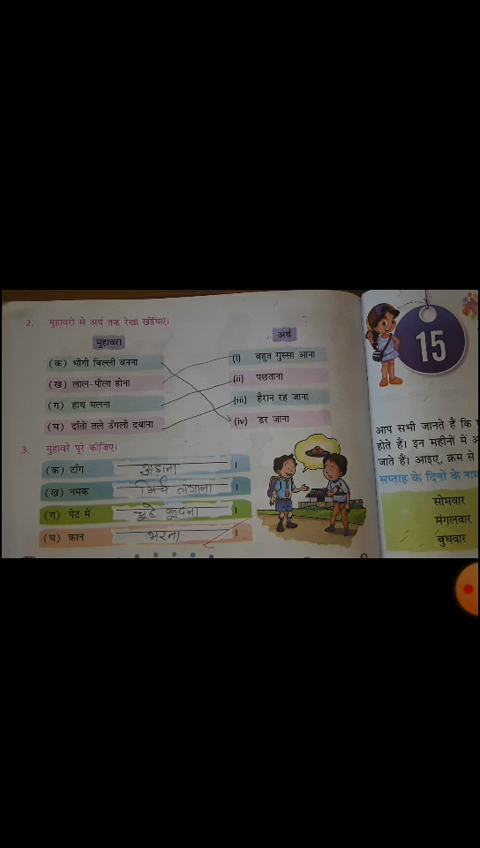 2. मुहावरों से अर्थ तक रेखा खींचिए।
मुहावरा
अर्थ
(क) भीगी बिल्ली बनना
(i) बहुत गुस्सा आना
(ख) लाल-पीला होना
(ii) पछताना
(ग) हाथ मलना
(iii) हैरान रह जाना
(घ) दाँतों तले उँगली दबाना
(iv) डर जाना
3. मुहावरे पूरे कीजिए।
(क) टाँग अड़ाना ।
(ख) नमक मिर्च लगाना ।
(ग) पेट में चूहे कूदना ।
(घ) कान भरना ।
15
आप सभी जानते हैं कि
होते हैं। इन महीनों में
जाते हैं। आइए, क्रम से
सप्ताह के दिनों के नाम
सोमवार
मंगलवार
बुधवार